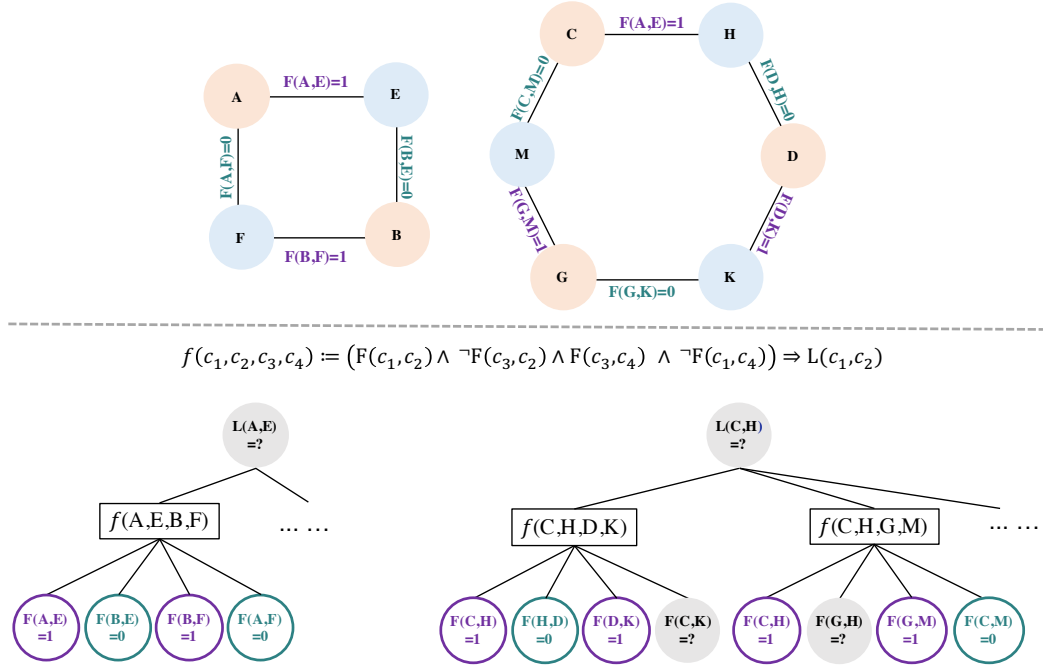 A
F(A,E)=1
E
F(A,F)=0
F(B,E)=0
F
F(B,F)=1
B
C
F(A,E)=1
H
F(C,M)=0
F(D,H)=0
M
D
F(G,M)=1
F(D,K)=1
G
F(G,K)=0
K
f(c₁,c₂,c₃,c₄) ≔ (F(c₁,c₂) ∧ ¬F(c₃,c₂) ∧ F(c₃,c₄) ∧ ¬F(c₁,c₄)) ⇒ L(c₁,c₂)
L(A,E)
=?
f(A,E,B,F)
... ...
F(A,E)
=1
F(B,E)
=0
F(B,F)
=1
F(A,F)
=0
L(C,H)
=?
f(C,H,D,K)
f(C,H,G,M)
... ...
F(C,H)
=1
F(H,D)
=0
F(D,K)
=1
F(C,K)
=?
F(C,H)
=1
F(G,H)
=?
F(G,M)
=1
F(C,M)
=0